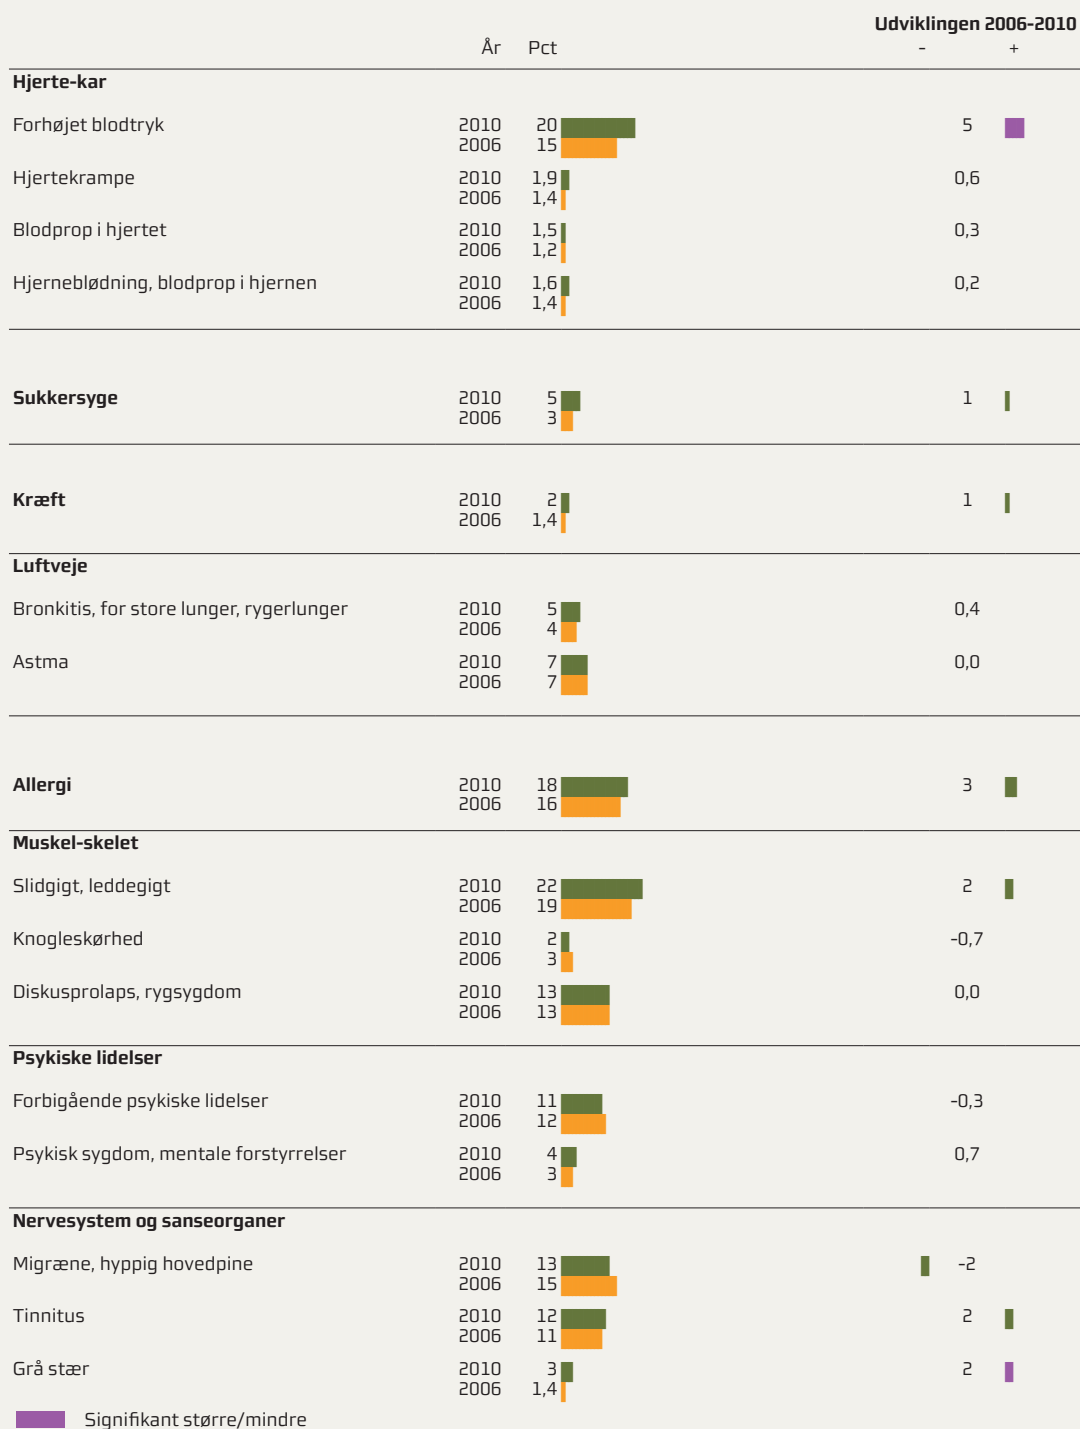 Udviklingen 2006-2010
År Pct - +
Hjerte-kar
Forhøjet blodtryk 2010 20 5
2006 15
Hjertekrampe 2010 1,9 0,6
2006 1,4
Blodprop i hjertet 2010 1,5 0,3
2006 1,2
Hjerneblødning, blodprop i hjernen 2010 1,6 0,2
2006 1,4
Sukkersyge 2010 5 1
2006 3
Kræft 2010 2 1
2006 1,4
Luftveje
Bronkitis, for store lunger, rygerlunger 2010 5 0,4
2006 4
Astma 2010 7 0,0
2006 7
Allergi 2010 18 3
2006 16
Muskel-skelet
Slidgigt, leddegigt 2010 22 2
2006 19
Knogleskørhed 2010 2 -0,7
2006 3
Diskusprolaps, rygsygdom 2010 13 0,0
2006 13
Psykiske lidelser
Forbigående psykiske lidelser 2010 11 -0,3
2006 12
Psykisk sygdom, mentale forstyrrelser 2010 4 0,7
2006 3
Nervesystem og sanseorganer
Migræne, hyppig hovedpine 2010 13 -2
2006 15
Tinnitus 2010 12 2
2006 11
Grå stær 2010 3 2
2006 1,4
Signifikant større/mindre